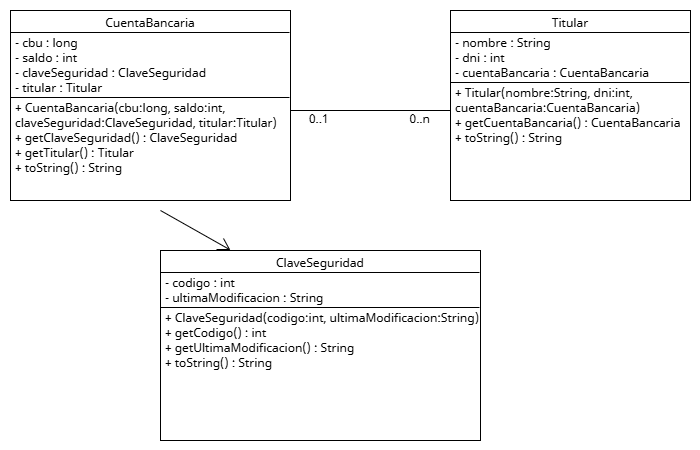 CuentaBancaria
- cbu : long
- saldo : int
- claveSeguridad : ClaveSeguridad
- titular : Titular
+ CuentaBancaria(cbu:long, saldo:int,
claveSeguridad:ClaveSeguridad, titular:Titular)
+ getClaveSeguridad() : ClaveSeguridad
+ getTitular() : Titular
+ toString() : String
0..1
0..n
Titular
- nombre : String
- dni : int
- cuentaBancaria : CuentaBancaria
+ Titular(nombre:String, dni:int,
cuentaBancaria:CuentaBancaria)
+ getCuentaBancaria() : CuentaBancaria
+ toString() : String
ClaveSeguridad
- codigo : int
- ultimaModificacion : String
+ ClaveSeguridad(codigo:int, ultimaModificacion:String)
+ getCodigo() : int
+ getUltimaModificacion() : String
+ toString() : String